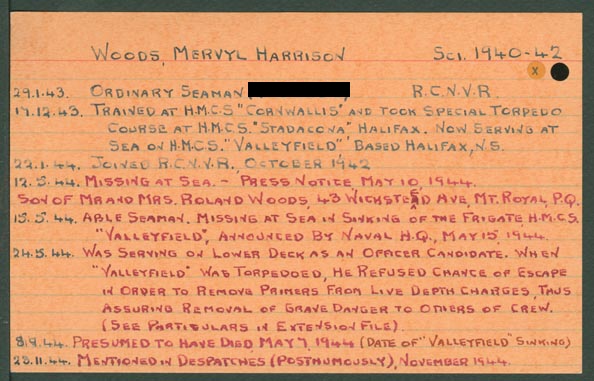 WOODS, MERVYL HARRISON Sci. 1940-42
X
29.1.43. ORDINARY SEAMAN R.C.N.V.R.
17.12.43. TRAINED AT H.M.C.S "CORNWALLIS" AND TOOK SPECIAL TORPEDO
COURSE AT H.M.C.S. "STADACONA" HALIFAX. NOW SERVING AT
SEA ON H.M.C.S. "VALLEYFIELD" BASED HALIFAX, N.S.
22.1.44. JOINED R.C.N.V.R, OCTOBER 1942
12.5.44. MISSING AT SEA. - PRESS NOTICE MAY 10, 1944.
SON OF MR AND MRS. ROLAND WOODS, 43 WICKSTEED AVE, MT. ROYAL, P.Q.
15.5.44. ABLE SEAMAN. MISSING AT SEA IN SINKING OF THE FRIGATE H.M.C.S.
"VALLEYFIELD", ANNOUNCED BY NAVAL H.Q., MAY 15, 1944.
24.5.44. WAS SERVING ON LOWER DECK AS AN OFFICER CANDIDATE. WHEN
"VALLEYFIELD" WAS TORPEDOED, HE REFUSED CHANCE OF ESCAPE
IN ORDER TO REMOVE PRIMERS FROM LIVE DEPTH CHARGES, THUS
ASSURING REMOVAL OF GRAVE DANGER TO OTHERS OF CREW.
(SEE PARTICULARS IN EXTENSION FILE).
8.9.44. PRESUMED TO HAVE DIED MAY 7, 1944 (DATE OF "VALLEYFIELD" SINKING)
23.11.44. MENTIONED IN DESPATCHES (POSTHUMOUSLY), NOVEMBER 1944.